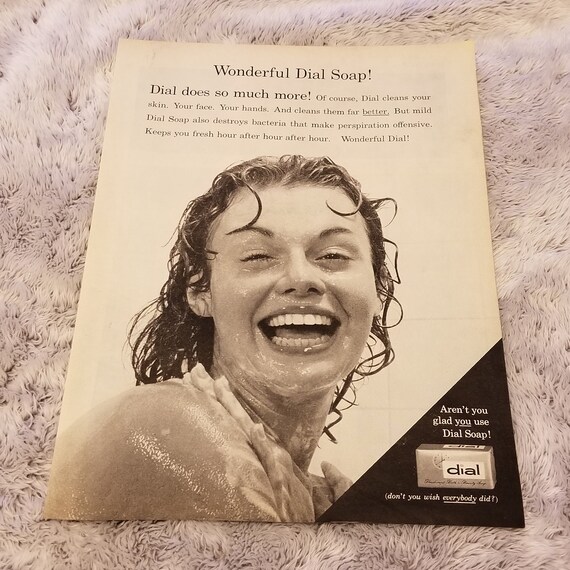 Wonderful Dial Soap!
Dial does so much more! Of course, Dial cleans your
skin. Your face. Your hands. And cleans them far better. But mild
Dial Soap also destroys bacteria that make perspiration offensive.
Keeps you fresh hour after hour after hour. Wonderful Dial!
Aren't you
glad you use
Dial Soap!
dial
(don't you wish everybody did?)